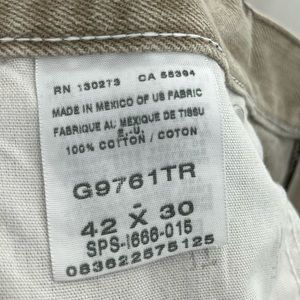 RN 130273 CA 55394
MADE IN MEXICO OF US FABRIC
FABRIQUE AU MEXIQUE DE TISSU
É.-U.
100% COTTON / COTON
G9761TR
42 X 30
SPS-1666-015
083622575125